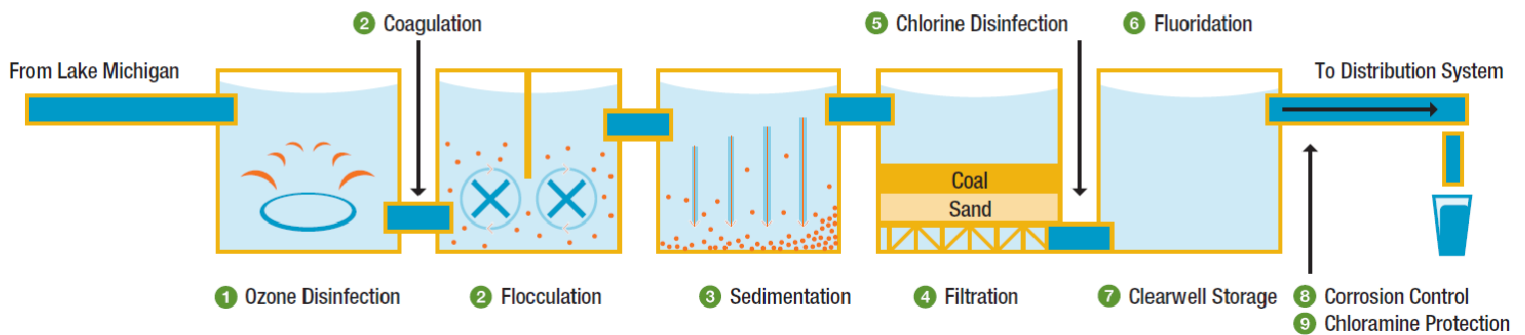 2 Coagulation
5 Chlorine Disinfection
6 Fluoridation
From Lake Michigan
To Distribution System
Coal
Sand
1 Ozone Disinfection
2 Flocculation
3 Sedimentation
4 Filtration
7 Clearwell Storage
8 Corrosion Control
9 Chloramine Protection